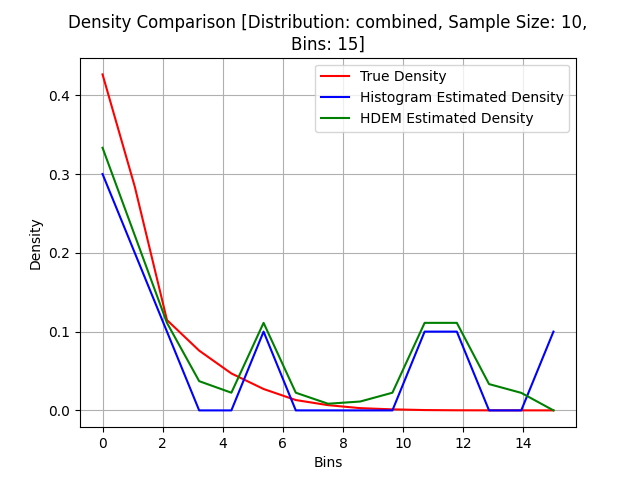 Density Comparison [Distribution: combined, Sample Size: 10,
Bins: 15]
True Density
Histogram Estimated Density
HDEM Estimated Density
Density
0.4
0.3
0.2
0.1
0.0
0 2 4 6 8 10 12 14
Bins